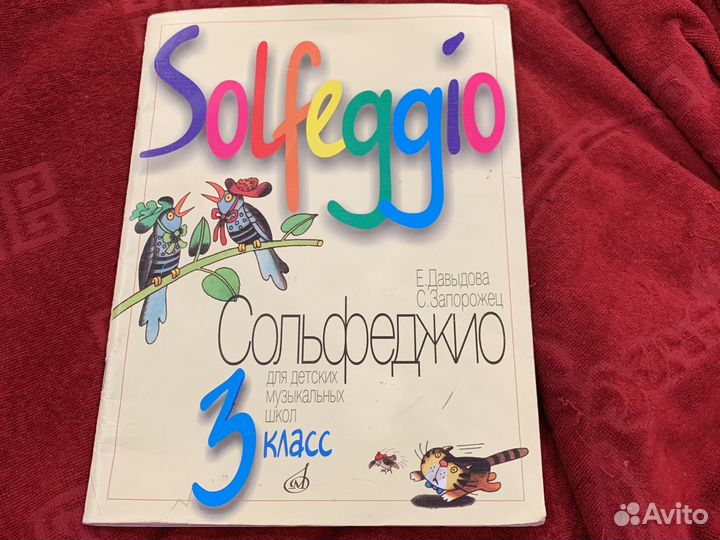 Solfeggio
Е. Давыдова
С. Запорожец
Сольфеджио
для детских
музыкальных
школ
3 класс
Avito